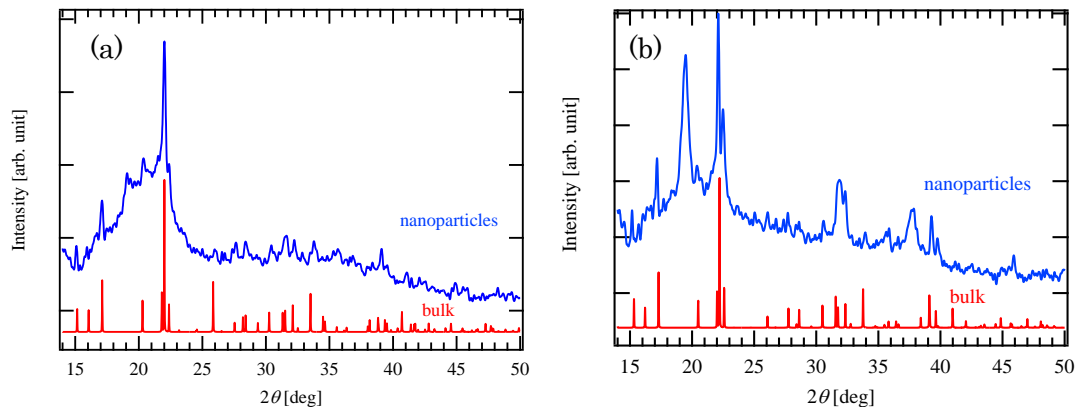 (a)
Intensity [arb. unit]
nanoparticles
bulk
15 20 25 30 35 40 45 50
2θ [deg]
(b)
Intensity [arb. unit]
nanoparticles
bulk
15 20 25 30 35 40 45 50
2θ [deg]